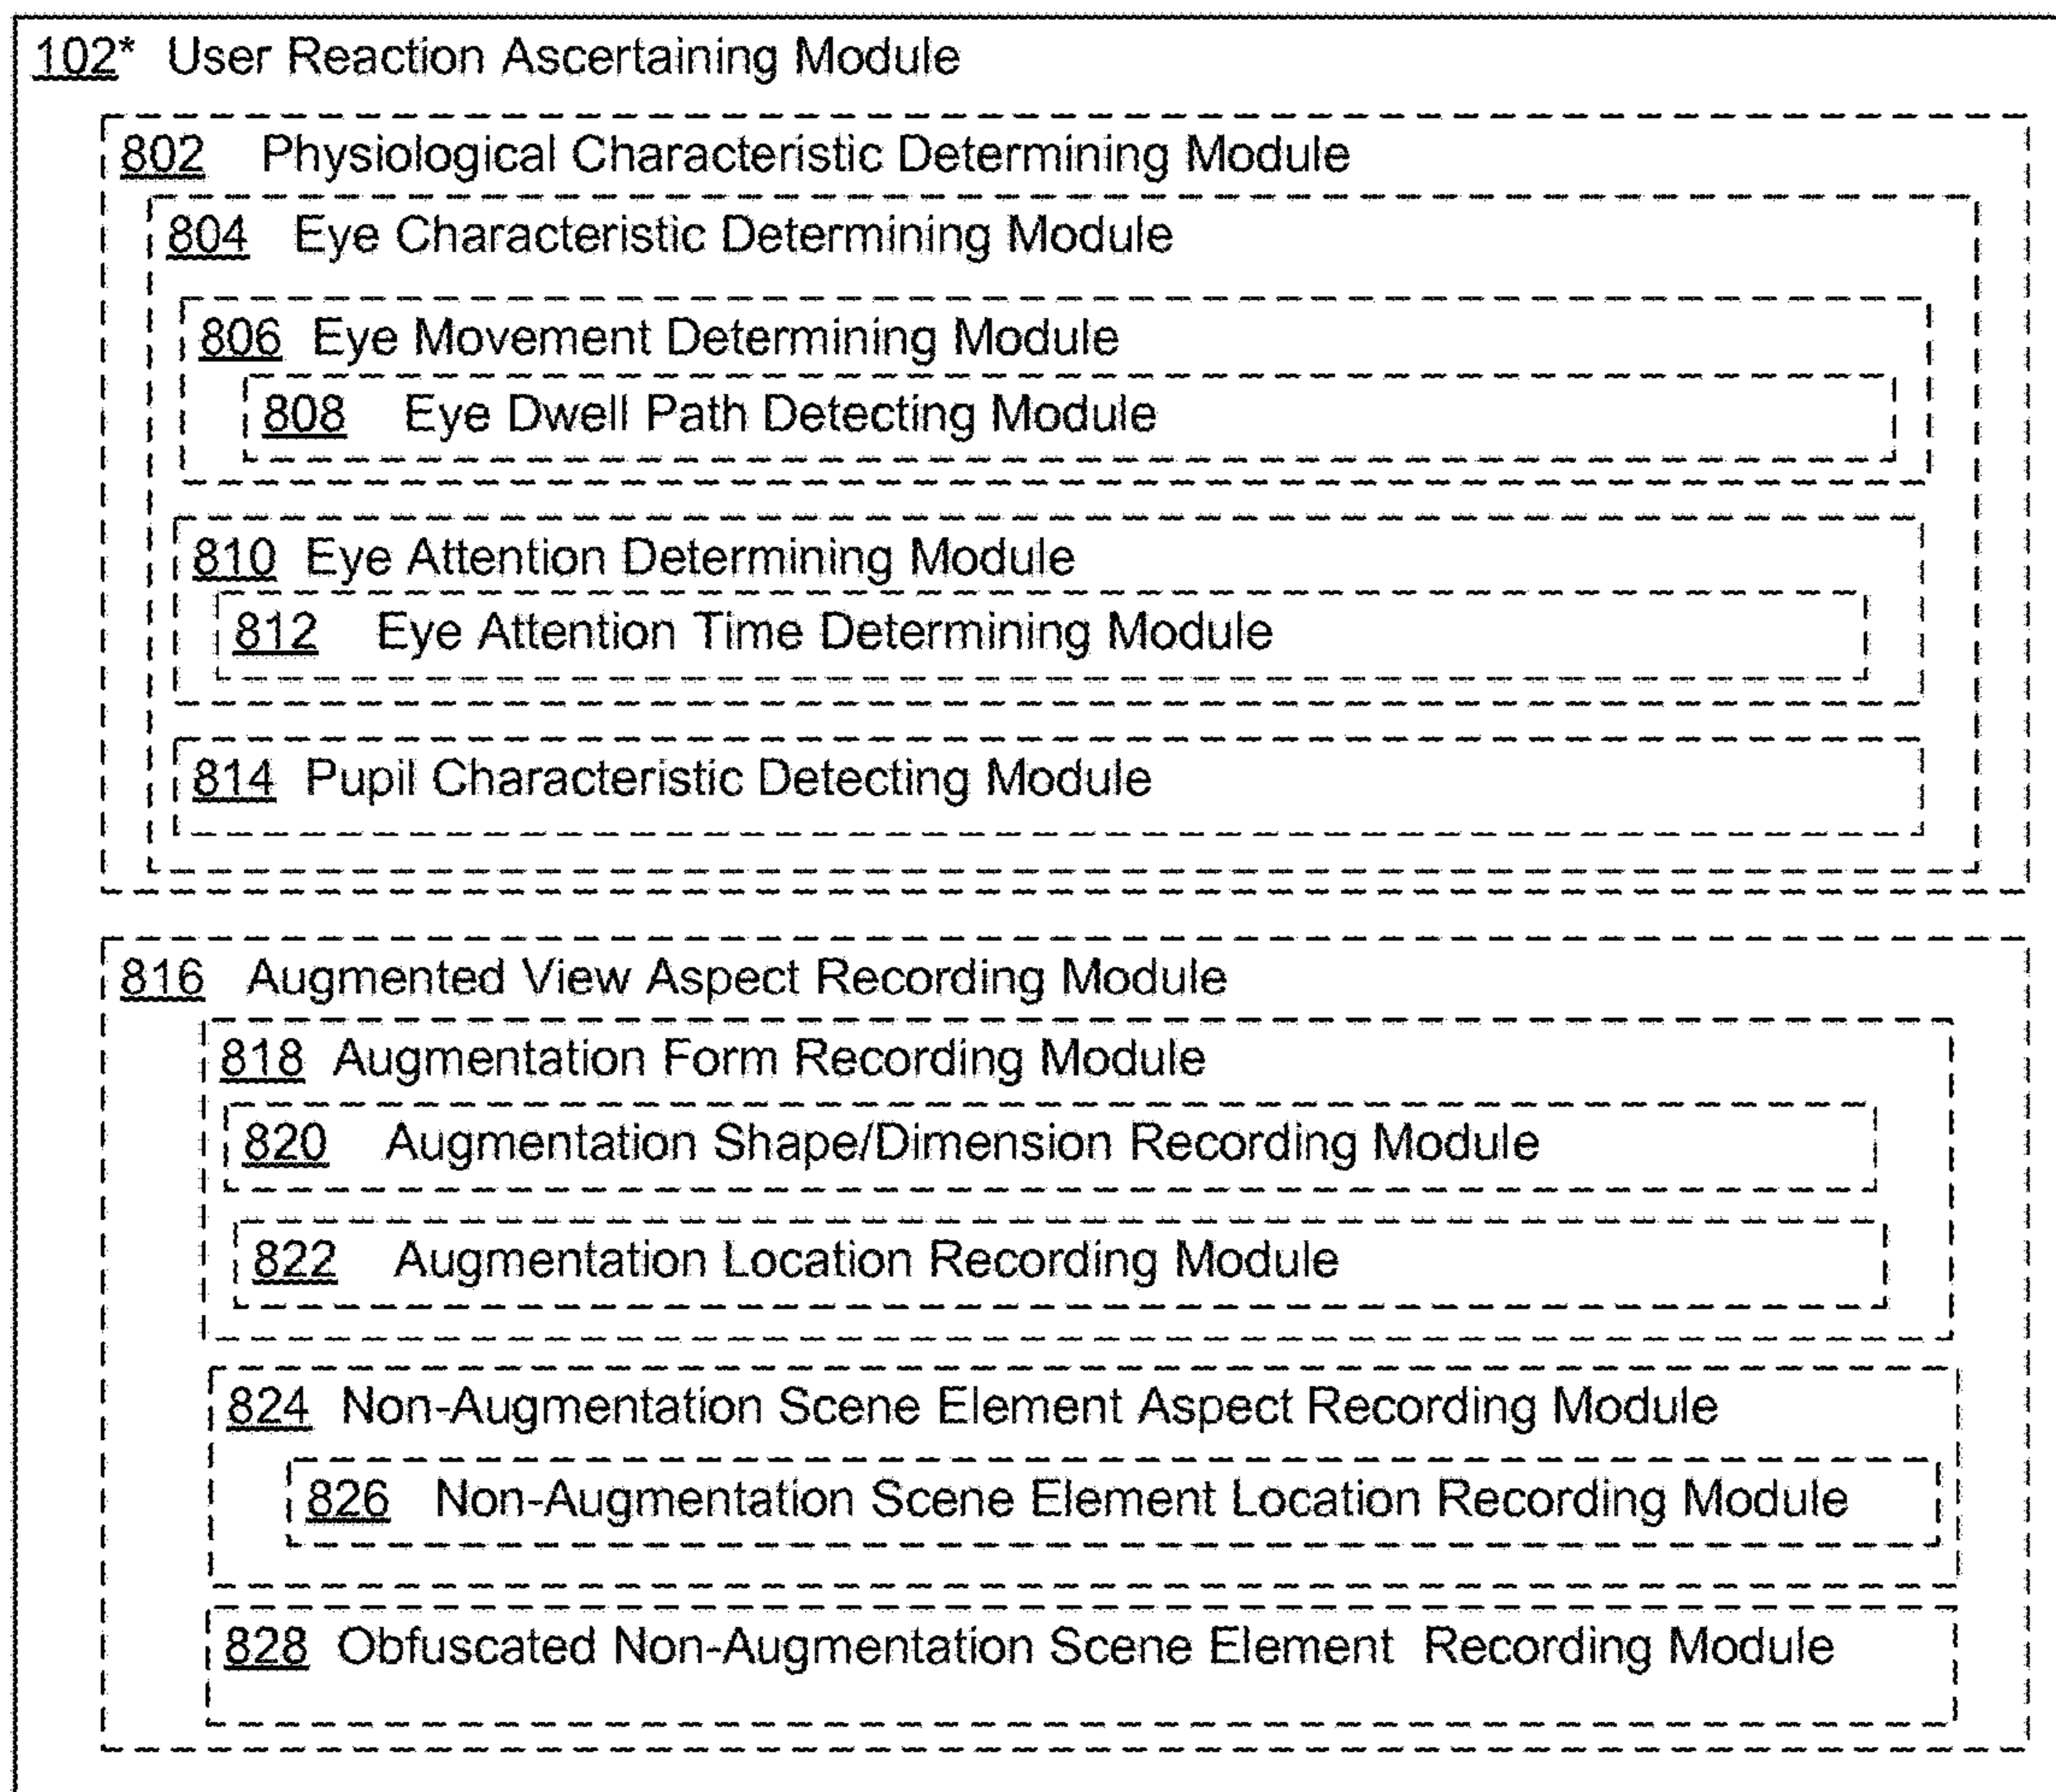 102* User Reaction Ascertaining Module
802 Physiological Characteristic Determining Module
804 Eye Characteristic Determining Module
806 Eye Movement Determining Module
808 Eye Dwell Path Detecting Module
810 Eye Attention Determining Module
812 Eye Attention Time Determining Module
814 Pupil Characteristic Detecting Module
816 Augmented View Aspect Recording Module
818 Augmentation Form Recording Module
820 Augmentation Shape/Dimension Recording Module
822 Augmentation Location Recording Module
824 Non-Augmentation Scene Element Aspect Recording Module
826 Non-Augmentation Scene Element Location Recording Module
828 Obfuscated Non-Augmentation Scene Element Recording Module